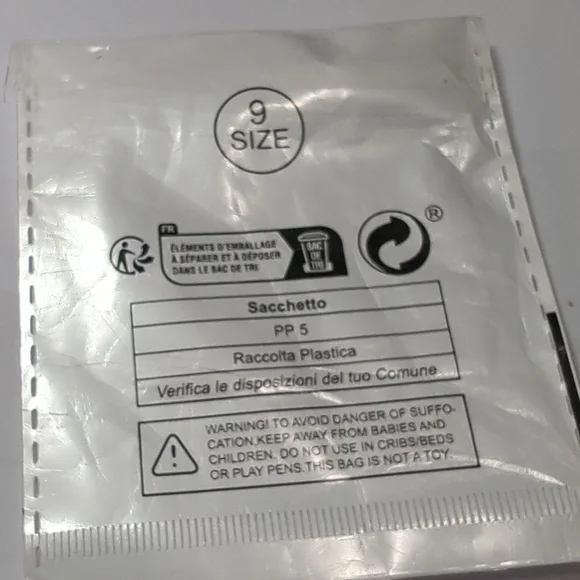 9
SIZE
FR
ÉLÉMENTS D'EMBALLAGE
À SÉPARER ET À DÉPOSER
DANS LE BAC DE TRI
BAC
DE
TRI
®
Sacchetto
PP 5
Raccolta Plastica
Verifica le disposizioni del tuo Comune
WARNING! TO AVOID DANGER OF SUFFO-
CATION,KEEP AWAY FROM BABIES AND
CHILDREN. DO NOT USE IN CRIBS/BEDS
OR PLAY PENS.THIS BAG IS NOT A TOY.